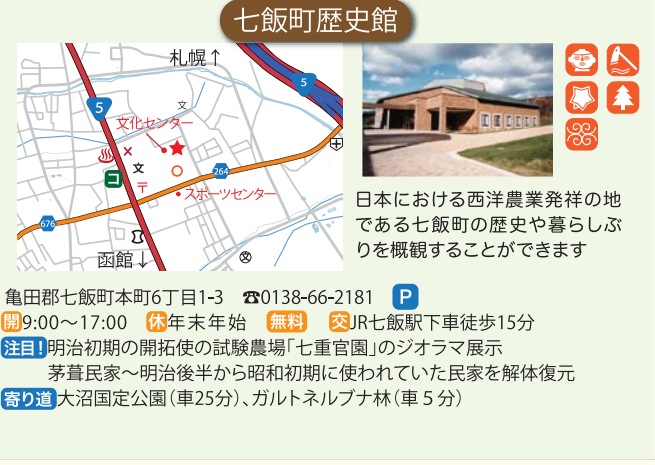 七飯町歴史館
札幌↑
5
5
文
文化センター
文
264
コ
スポーツセンター
676
函館↓
日本における西洋農業発祥の地
である七飯町の歴史や暮らしぶ
りを概観することができます
亀田郡七飯町本町6丁目1-3 ☎0138-66-2181 P
開9:00〜17:00 休年末年始 無料 交JR七飯駅下車徒歩15分
注目!明治初期の開拓使の試験農場「七重官園」のジオラマ展示
茅葺民家〜明治後半から昭和初期に使われていた民家を解体復元
寄り道大沼国定公園(車25分)、ガルトネルブナ林(車5分)